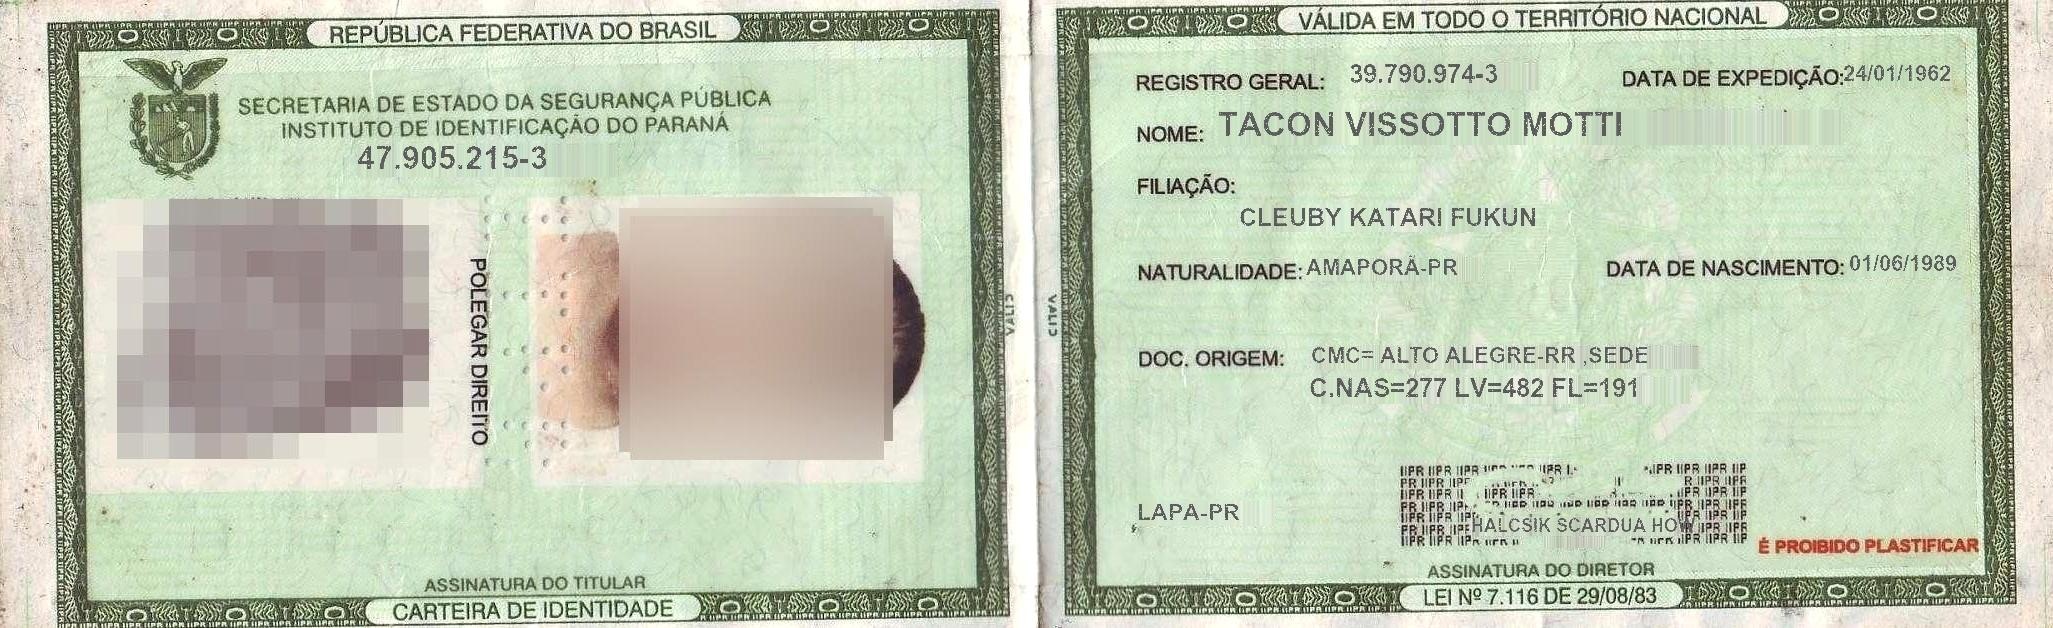 REPÚBLICA FEDERATIVA DO BRASIL
SECRETARIA DE ESTADO DA SEGURANÇA PÚBLICA
INSTITUTO DE IDENTIFICAÇÃO DO PARANÁ
47.905.215-3
POLEGAR DIREITO
ASSINATURA DO TITULAR
CARTEIRA DE IDENTIDADE
VÁLIDA EM TODO O TERRITÓRIO NACIONAL
REGISTRO GERAL: 39.790.974-3 DATA DE EXPEDIÇÃO: 24/01/1962
NOME: TACON VISSOTTO MOTTI
FILIAÇÃO:
CLEUBY KATARI FUKUN
NATURALIDADE: AMAPORÃ-PR DATA DE NASCIMENTO: 01/06/1989
DOC. ORIGEM: CMC= ALTO ALEGRE-RR ,SEDE
C.NAS=277 LV=482 FL=191
LAPA-PR
HALCSIK SCARDUA HOW
É PROIBIDO PLASTIFICAR
ASSINATURA DO DIRETOR
LEI Nº 7.116 DE 29/08/83